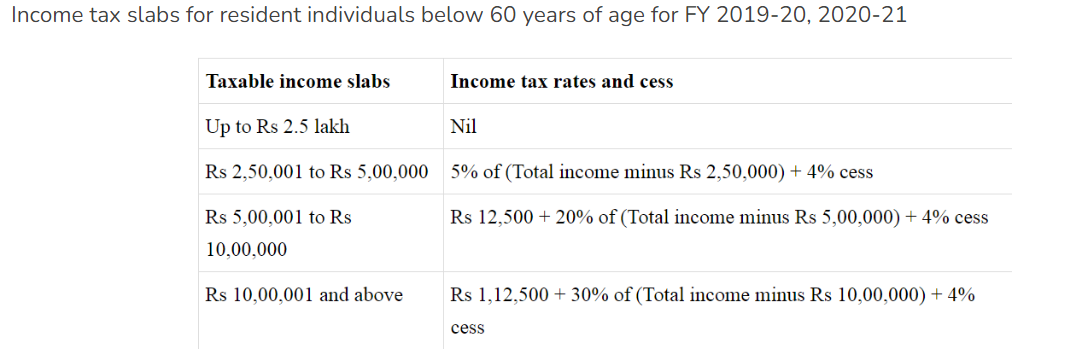 Income tax slabs for resident individuals below 60 years of age for FY 2019-20, 2020-21
Taxable income slabs Income tax rates and cess
Up to Rs 2.5 lakh Nil
Rs 2,50,001 to Rs 5,00,000 5% of (Total income minus Rs 2,50,000) + 4% cess
Rs 5,00,001 to Rs
10,00,000
Rs 12,500 + 20% of (Total income minus Rs 5,00,000) + 4% cess
Rs 10,00,001 and above Rs 1,12,500 + 30% of (Total income minus Rs 10,00,000) + 4%
cess